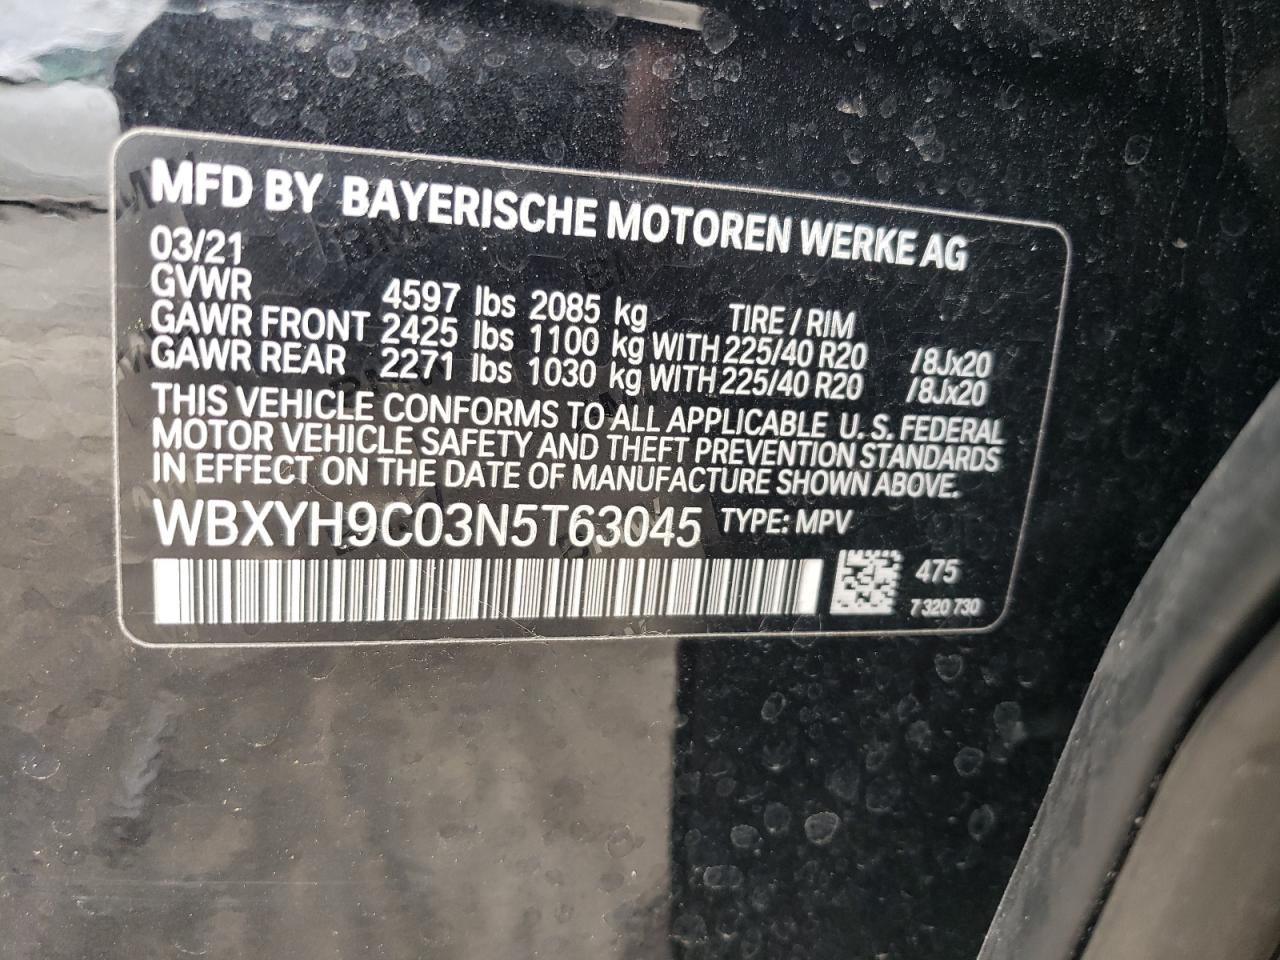 MFD BY BAYERISCHE MOTOREN WERKE AG
03/21
GVWR 4597 lbs 2085 kg TIRE / RIM
GAWR FRONT 2425 lbs 1100 kg WITH 225/40 R20 /8Jx20
GAWR REAR 2271 lbs 1030 kg WITH 225/40 R20 /8Jx20
THIS VEHICLE CONFORMS TO ALL APPLICABLE U.S. FEDERAL
MOTOR VEHICLE SAFETY AND THEFT PREVENTION STANDARDS
IN EFFECT ON THE DATE OF MANUFACTURE SHOWN ABOVE.
WBXYH9C03N5T63045 TYPE: MPV
475
7 320 730